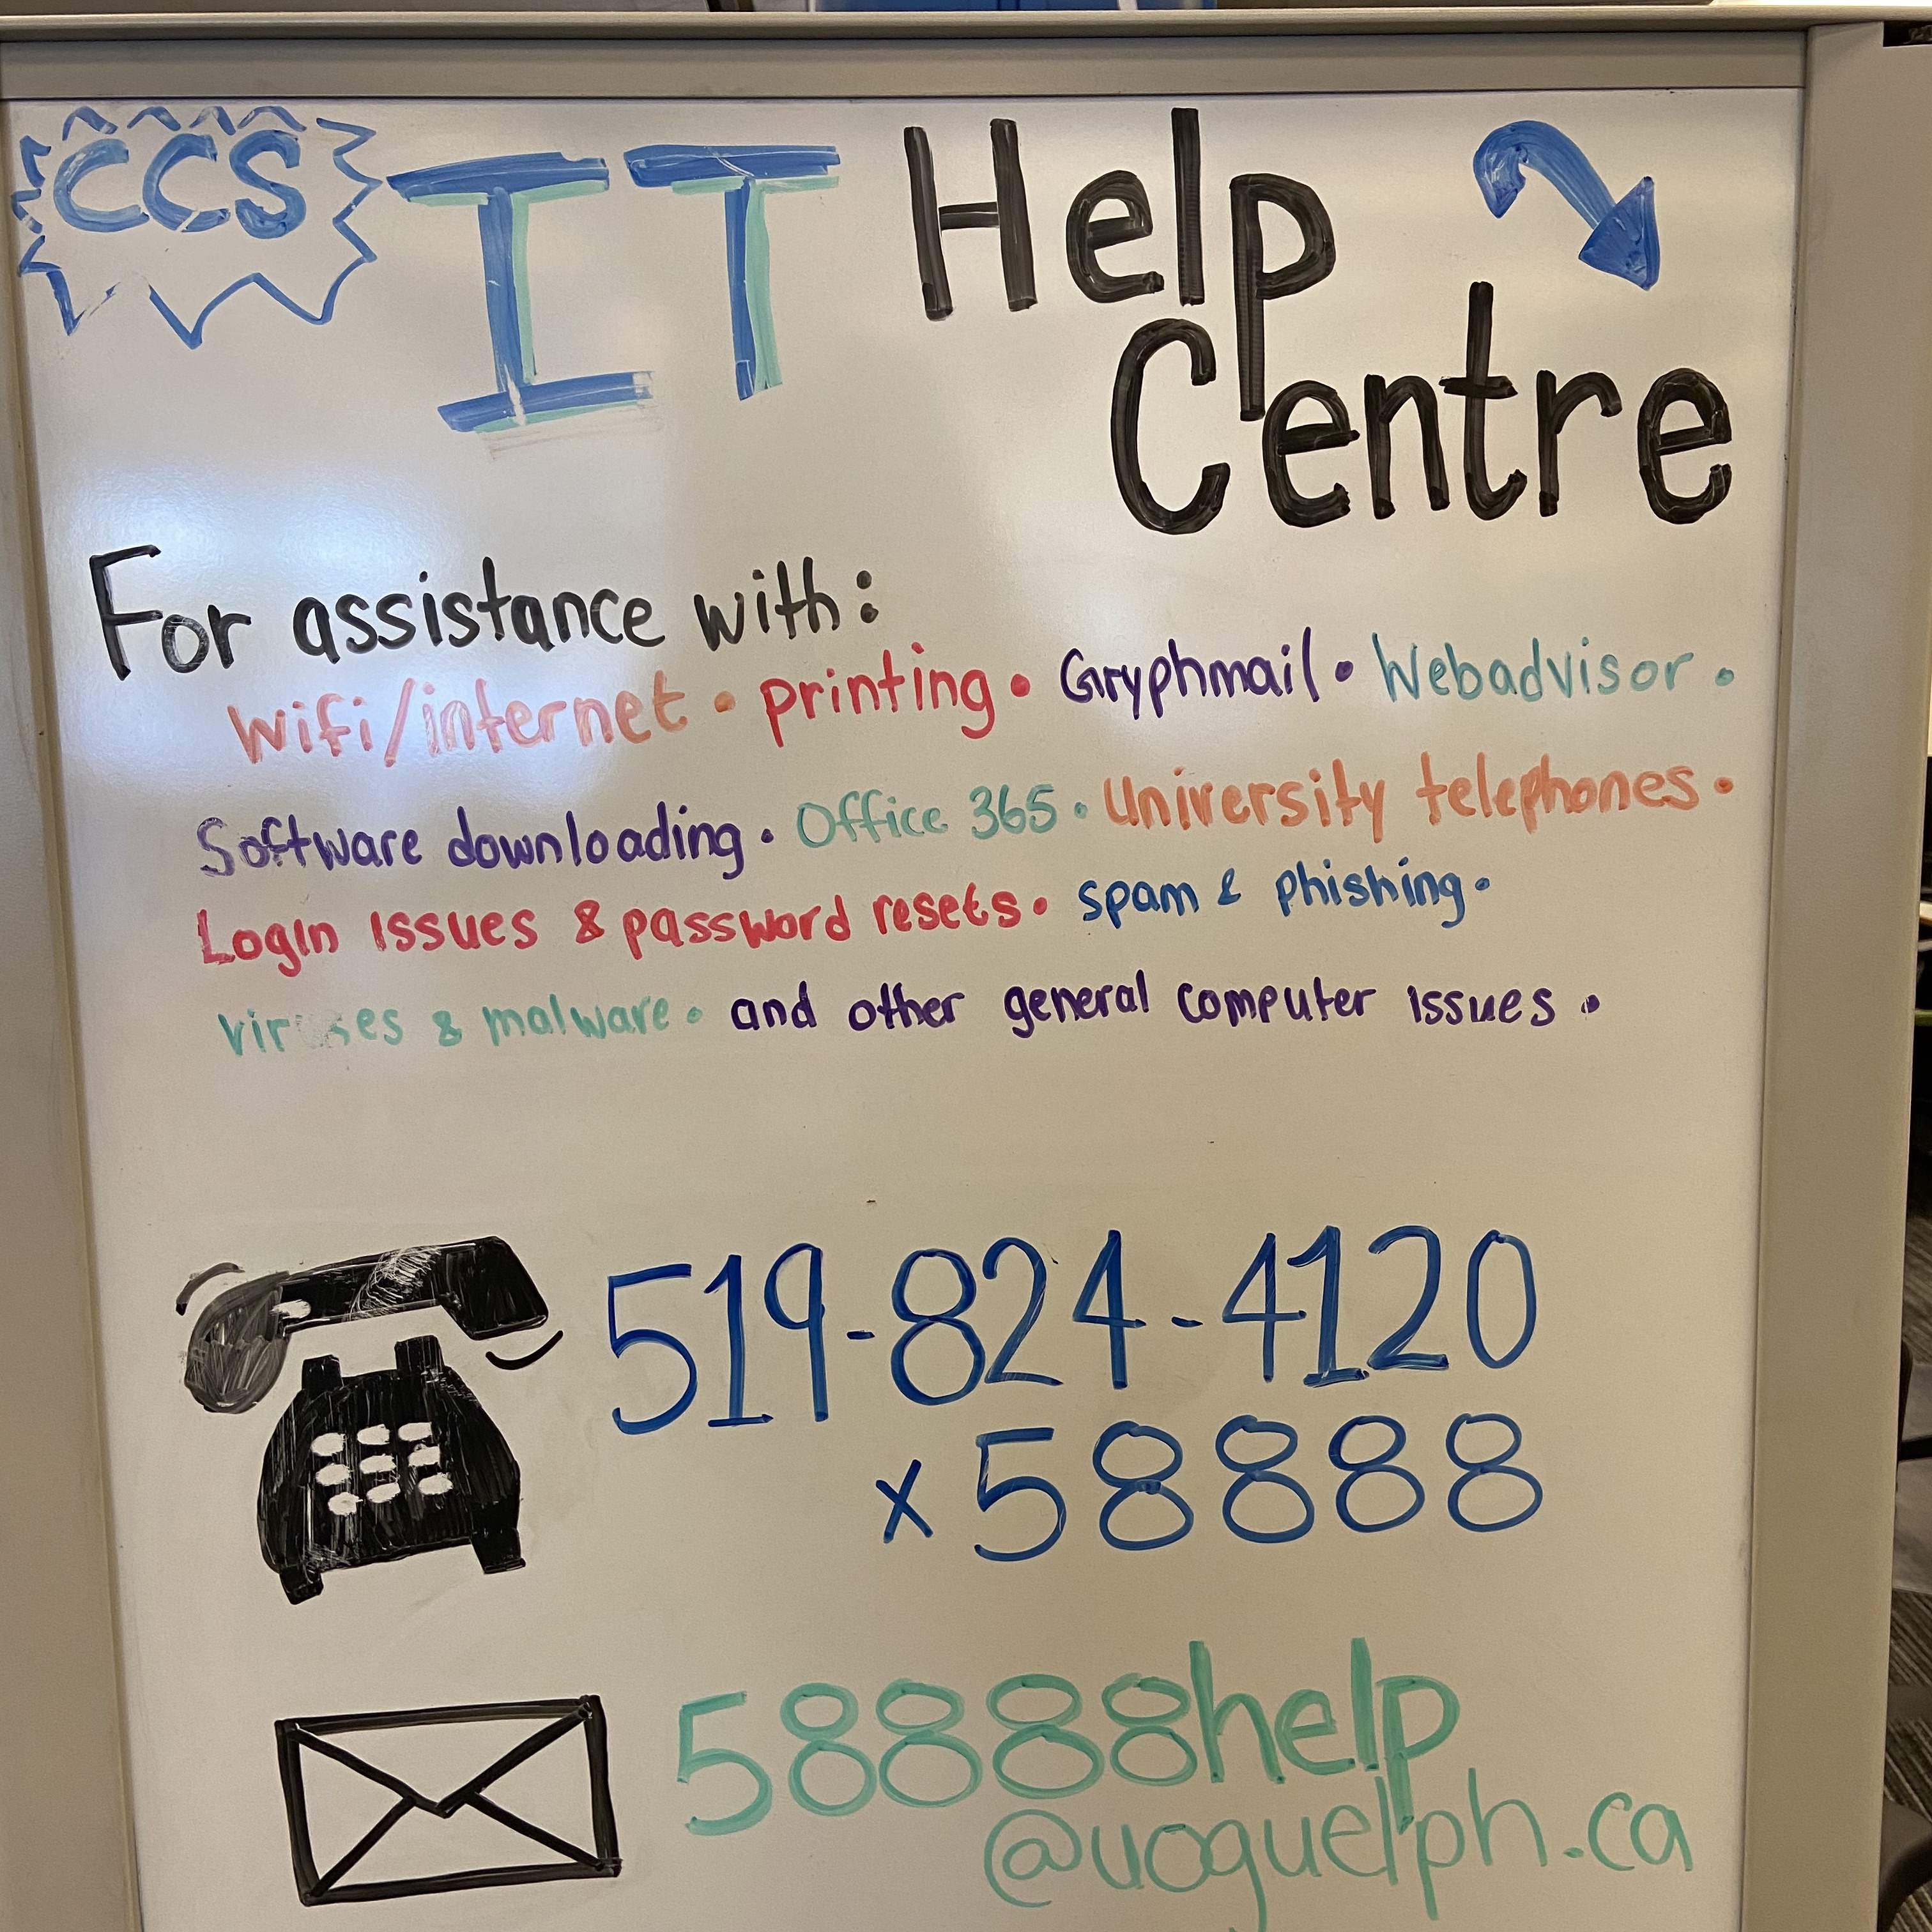 CCS IT Help
Centre
For assistance with:
Wifi/internet • printing • Gryphmail • Webadvisor •
Software downloading • Office 365 • University telephones •
Login issues & password resets • spam & phishing •
viruses & malware • and other general computer issues •
519-824-4120
x58888
58888help
@uoguelph.ca